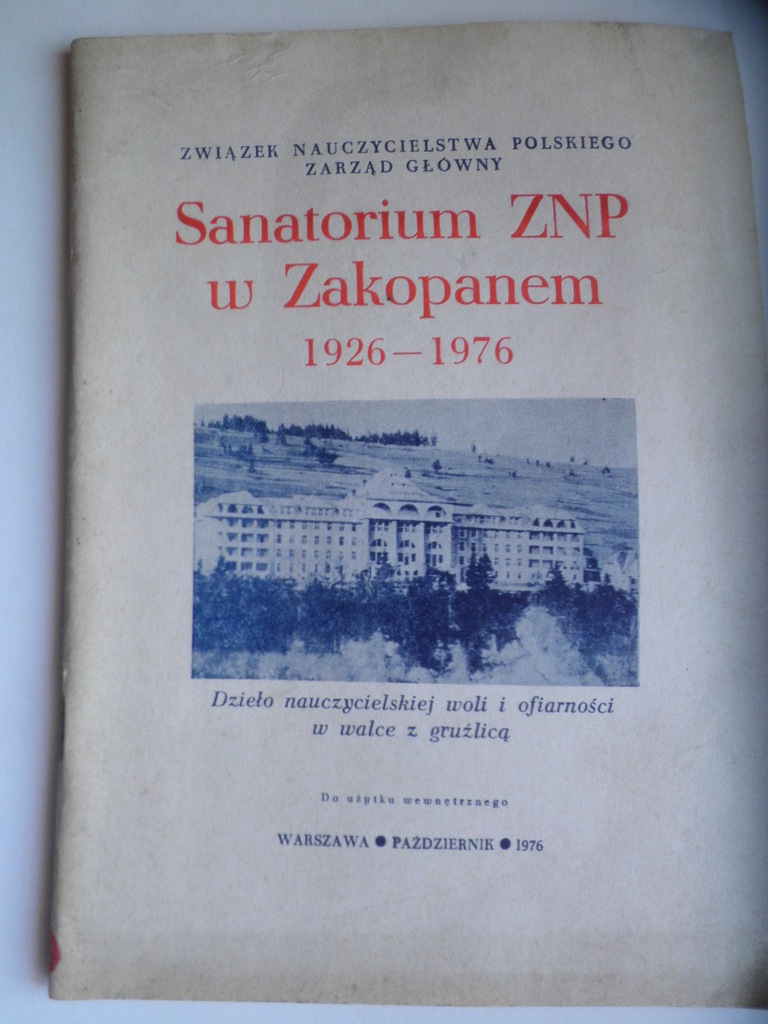 ZWIĄZEK NAUCZYCIELSTWA POLSKIEGO
ZARZĄD GŁÓWNY
Sanatorium ZNP
w Zakopanem
1926 — 1976
Dzieło nauczycielskiej woli i ofiarności
w walce z gruźlicą
Do użytku wewnętrznego
WARSZAWA ● PAŹDZIERNIK ● 1976